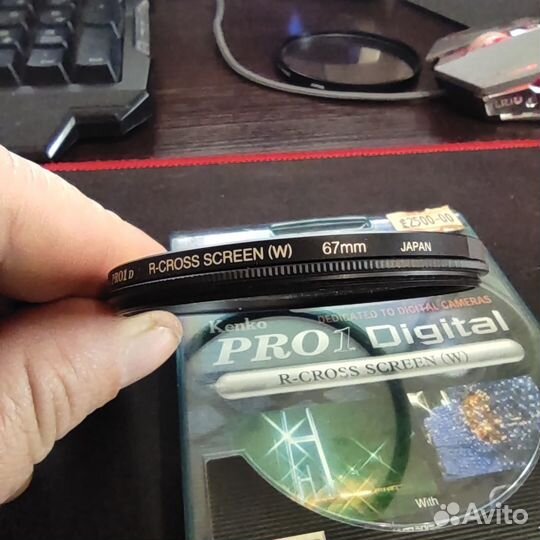 £2500-00
PRO1 D R-CROSS SCREEN (W) 67mm JAPAN
Kenko
DEDICATED TO DIGITAL CAMERAS
PRO1 Digital
R-CROSS SCREEN (W)
With
Avito